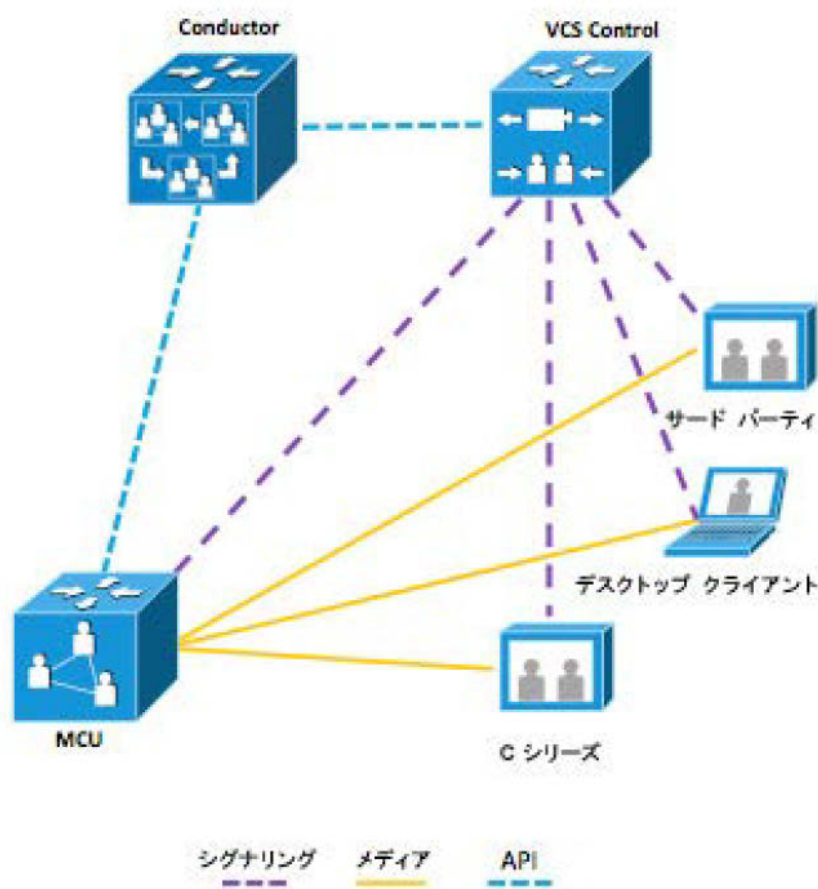 Conductor
VCS Control
サード パーティ
デスクトップ クライアント
MCU
C シリーズ
シグナリング
メディア
API